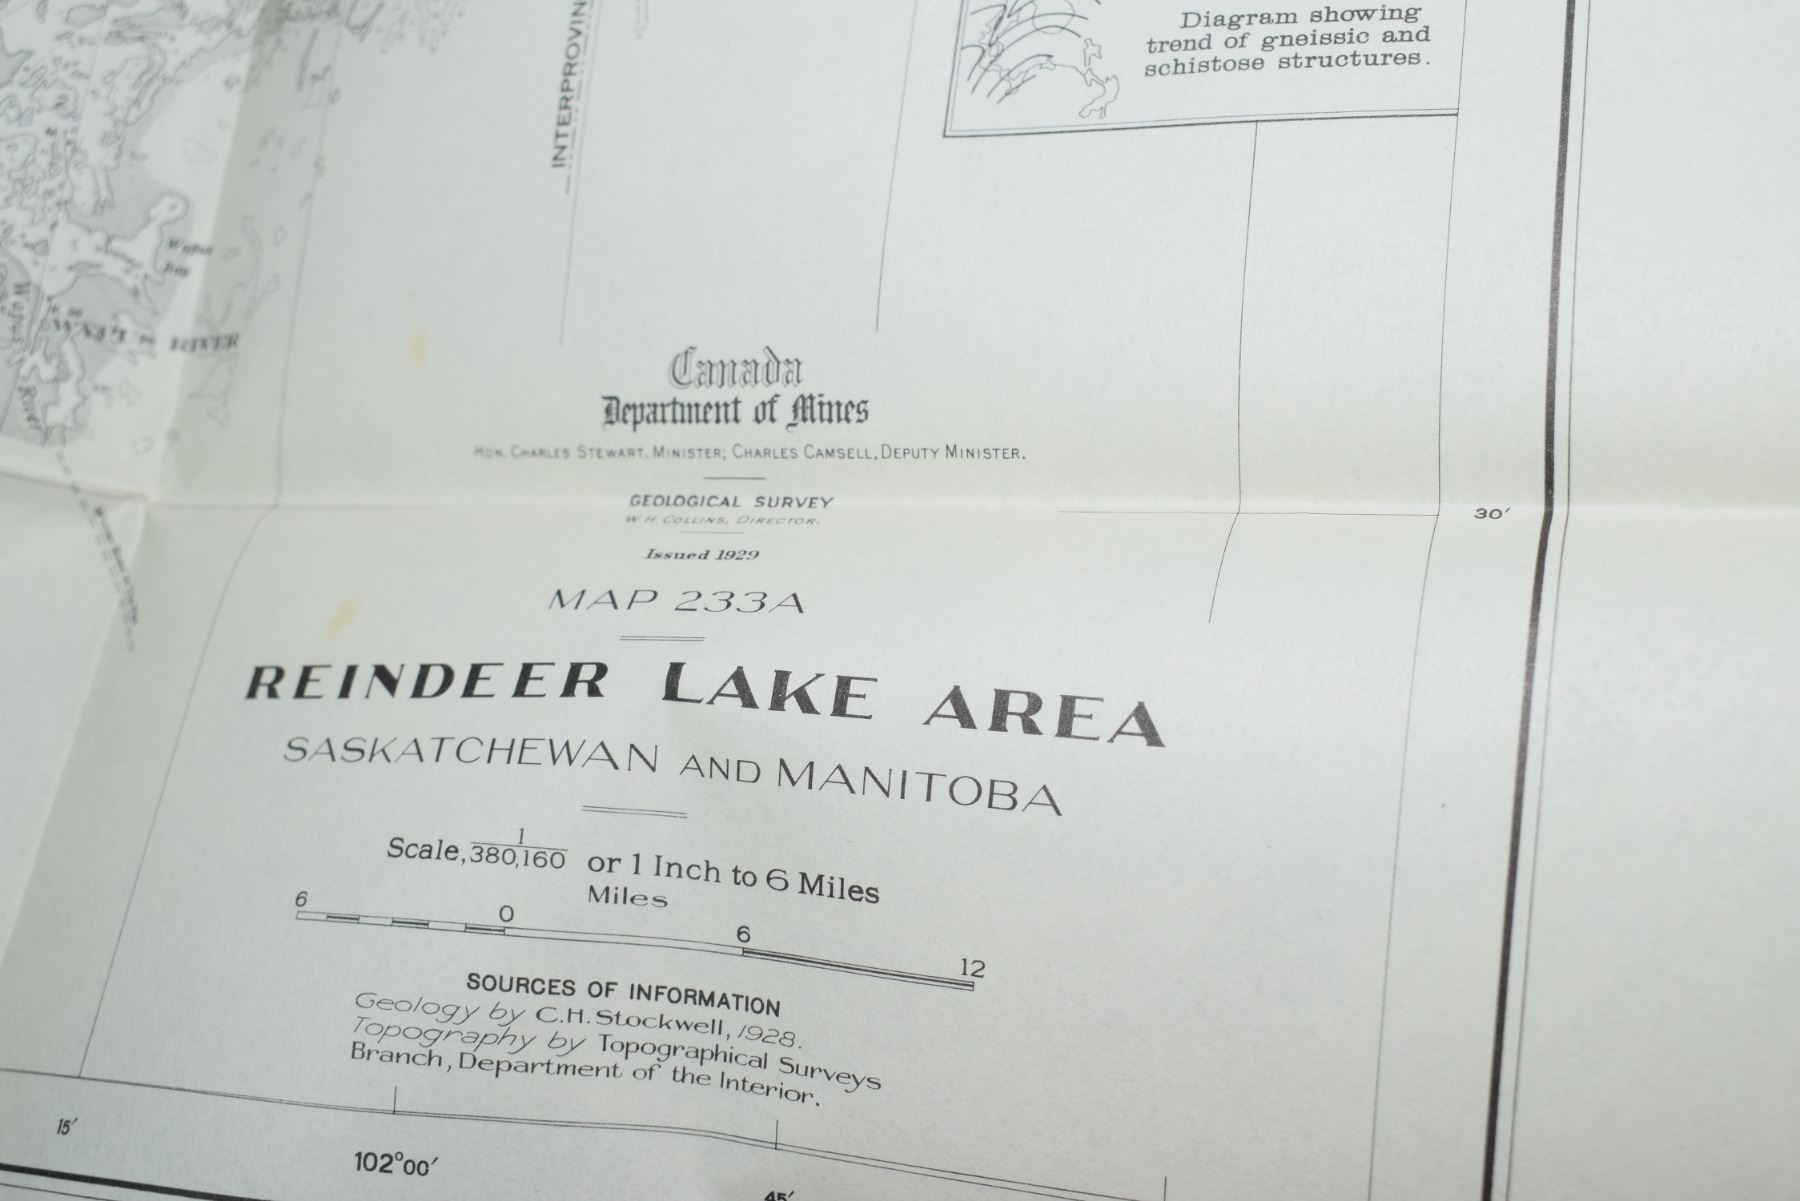 Diagram showing
trend of gneissic and
schistose structures.
INTERPROVIN
RIVER
River
Canada
Department of Mines
HON. CHARLES STEWART, MINISTER; CHARLES CAMSELL, DEPUTY MINISTER.
GEOLOGICAL SURVEY
W. H. COLLINS, DIRECTOR.
Issued 1929
30′
MAP 233A
REINDEER LAKE AREA
SASKATCHEWAN AND MANITOBA
Scale, 1/380,160 or 1 Inch to 6 Miles
Miles
6 0 6 12
SOURCES OF INFORMATION
Geology by C.H. Stockwell, 1928.
Topography by Topographical Surveys
Branch, Department of the Interior.
15′
102°00′
45′